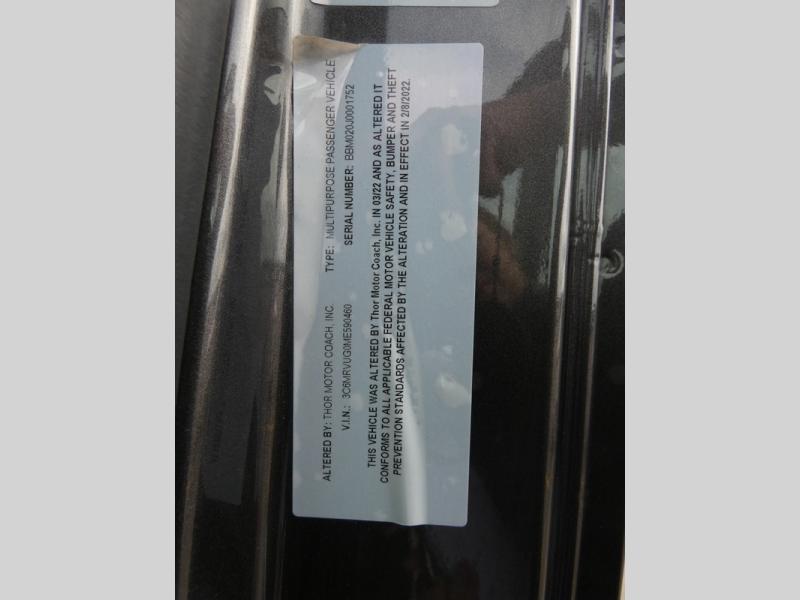 ALTERED BY: THOR MOTOR COACH, INC. TYPE: MULTIPURPOSE PASSENGER VEHICLE
V.I.N.: 3C6MRVUG0ME590460 SERIAL NUMBER: BBM020J0001752
THIS VEHICLE WAS ALTERED BY Thor Motor Coach, Inc. IN 03/22 AND AS ALTERED IT
CONFORMS TO ALL APPLICABLE FEDERAL MOTOR VEHICLE SAFETY, BUMPER AND THEFT
PREVENTION STANDARDS AFFECTED BY THE ALTERATION AND IN EFFECT IN 2/8/2022.